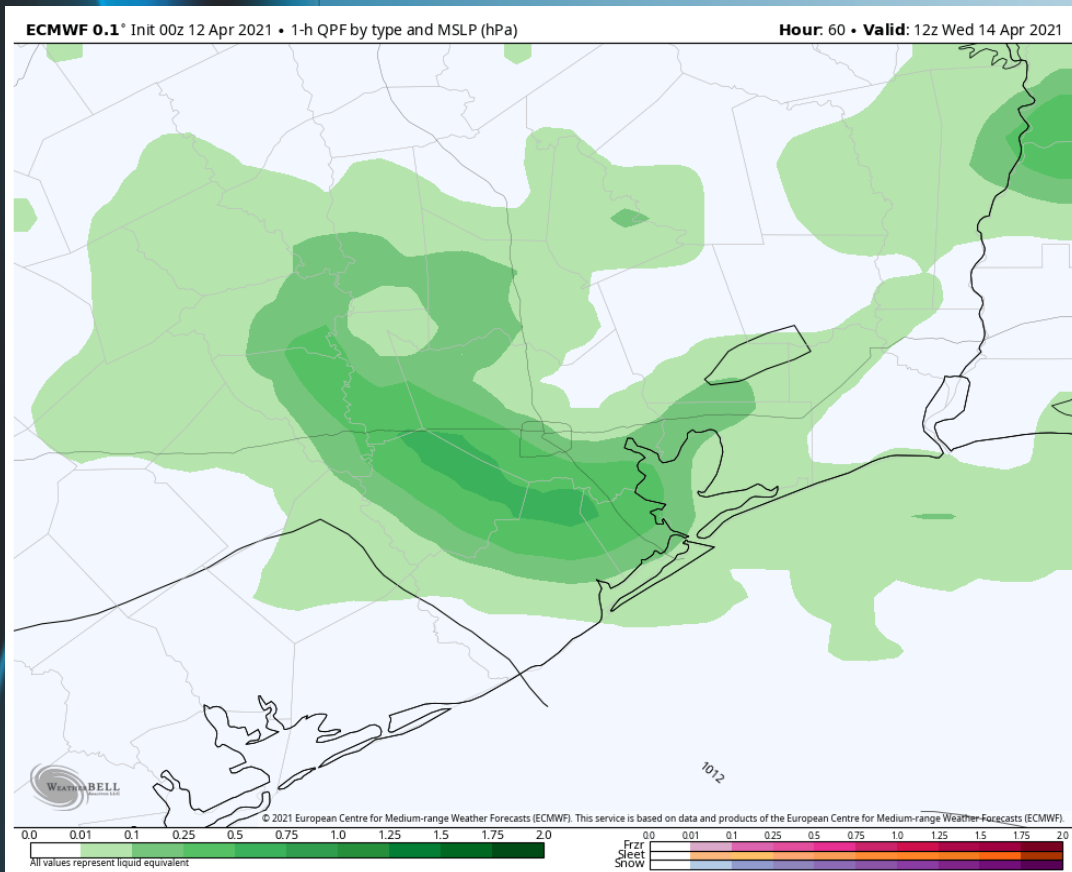 ECMWF 0.1° Init 00z 12 Apr 2021 • 1-h QPF by type and MSLP (hPa) Hour: 60 • Valid: 12z Wed 14 Apr 2021
1012
WEATHERBELL
© 2021 European Centre for Medium-range Weather Forecasts (ECMWF). This service is based on data and products of the European Centre for Medium-range Weather Forecasts (ECMWF).
0.0 0.01 0.1 0.25 0.5 0.75 1.0 1.25 1.5 1.75 2.0
All values represent liquid equivalent
0.0 0.01 0.1 0.25 0.5 0.75 1.0 1.25 1.5 1.75 2.0
Frzr
Sleet
Snow